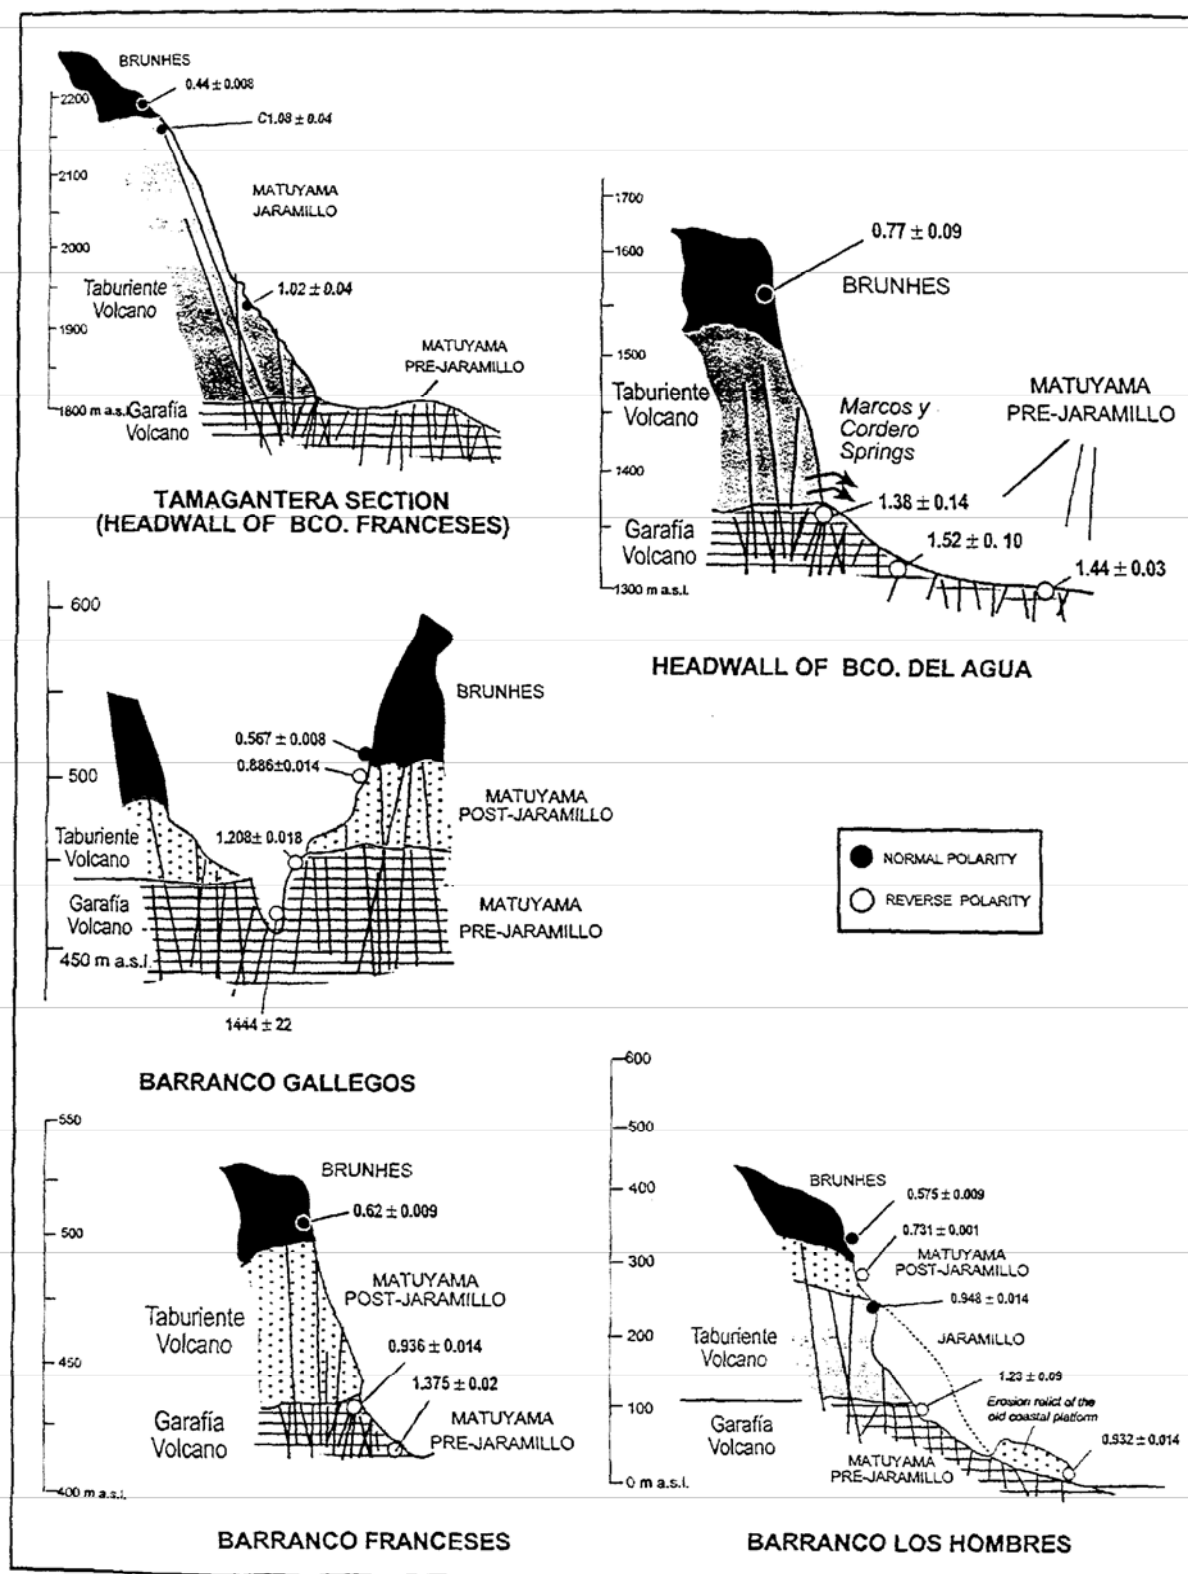 BRUNHES
0.44 ± 0.008
2200
C1.08 ± 0.04
2100
MATUYAMA
JARAMILLO
2000
Taburiente
Volcano
1.02 ± 0.04
1900
MATUYAMA
PRE-JARAMILLO
1800 m a.s.l.
Garafía
Volcano
TAMAGANTERA SECTION
(HEADWALL OF BCO. FRANCESES)
1700
0.77 ± 0.09
1600
BRUNHES
1500
Taburiente
Volcano
Marcos y
Cordero
Springs
MATUYAMA
PRE-JARAMILLO
1400
1.38 ± 0.14
Garafía
Volcano
1.52 ± 0. 10
1.44 ± 0.03
1300 m a.s.l.
HEADWALL OF BCO. DEL AGUA
600
BRUNHES
0.567 ± 0.008
0.886±0.014
500
MATUYAMA
POST-JARAMILLO
Taburiente
Volcano
1.208± 0.018
Garafía
Volcano
MATUYAMA
PRE-JARAMILLO
450 m a.s.l.
1444 ± 22
BARRANCO GALLEGOS
NORMAL POLARITY
REVERSE POLARITY
550
BRUNHES
0.62 ± 0.009
500
MATUYAMA
POST-JARAMILLO
Taburiente
Volcano
0.936 ± 0.014
450
1.375 ± 0.02
Garafía
Volcano
MATUYAMA
PRE-JARAMILLO
400 m a.s.l.
BARRANCO FRANCESES
600
500
400
BRUNHES
0.575 ± 0.009
0.731 ± 0.001
300
MATUYAMA
POST-JARAMILLO
0.948 ± 0.014
200
Taburiente
Volcano
JARAMILLO
1.23 ± 0.09
100
Erosion relict of the
old coastal platform
Garafía
Volcano
0.932 ± 0.014
MATUYAMA
PRE-JARAMILLO
0 m a.s.l.
BARRANCO LOS HOMBRES